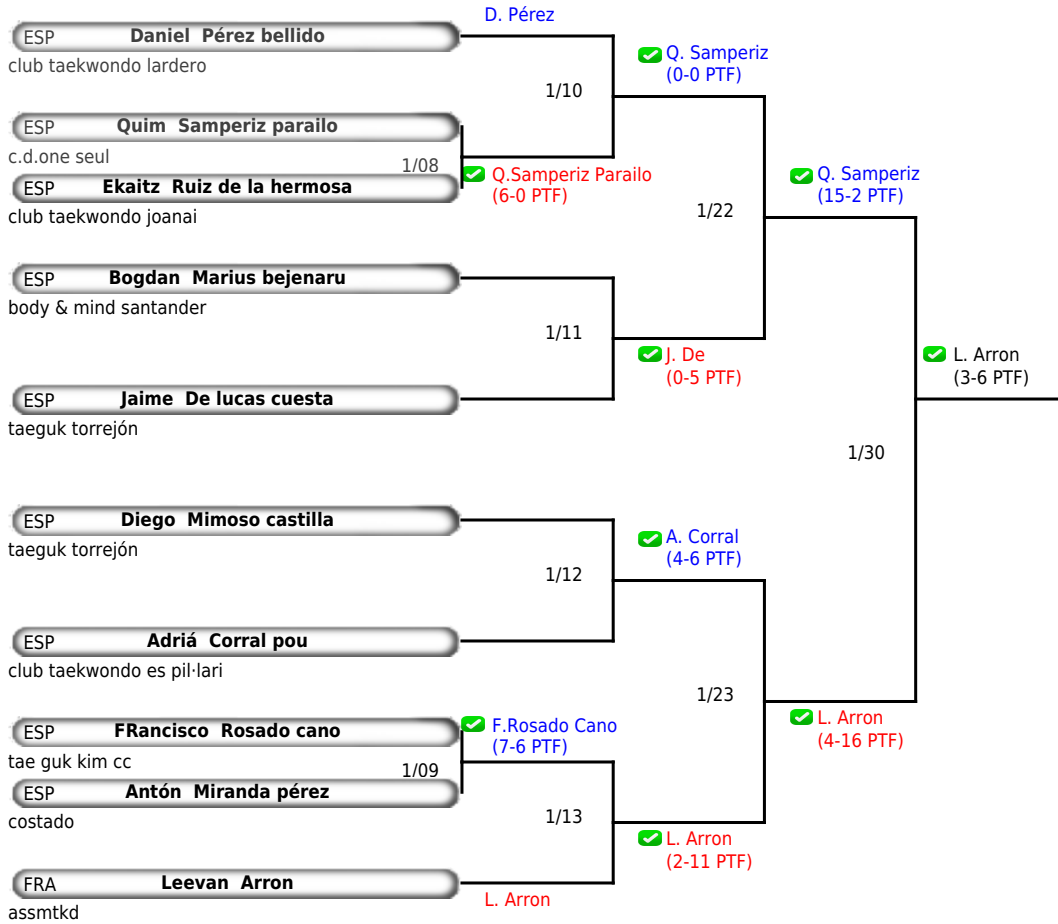 D. Pérez
ESP Daniel Pérez bellido
club taekwondo lardero
Q. Samperiz
(0-0 PTF)
1/10
ESP Quim Samperiz parailo
c.d.one seul
1/08
Q.Samperiz Parailo
(6-0 PTF)
ESP Ekaitz Ruiz de la hermosa
club taekwondo joanai
Q. Samperiz
(15-2 PTF)
1/22
ESP Bogdan Marius bejenaru
body & mind santander
1/11
J. De
(0-5 PTF)
L. Arron
(3-6 PTF)
ESP Jaime De lucas cuesta
taeguk torrejón
1/30
ESP Diego Mimoso castilla
taeguk torrejón
A. Corral
(4-6 PTF)
1/12
ESP Adriá Corral pou
club taekwondo es pil·lari
1/23
L. Arron
(4-16 PTF)
ESP FRancisco Rosado cano
F.Rosado Cano
(7-6 PTF)
tae guk kim cc
1/09
ESP Antón Miranda pérez
costado
1/13
L. Arron
(2-11 PTF)
FRA Leevan Arron
L. Arron
assmtkd